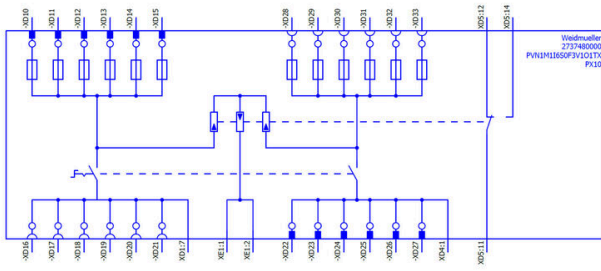 -XD10
-XD11
-XD12
-XD13
-XD14
-XD15
-XD28
-XD29
-XD30
-XD31
-XD32
-XD33
XD5:12
XD5:14
Weidmueller
2737480000
PVN1M1I6S0F3V1O1TX
PX10
-XD16
-XD17
-XD18
-XD19
-XD20
-XD21
XD1:7
XE1:1
XE1:2
-XD22
-XD23
-XD24
-XD25
-XD26
-XD27
XD4:1
XD5:11